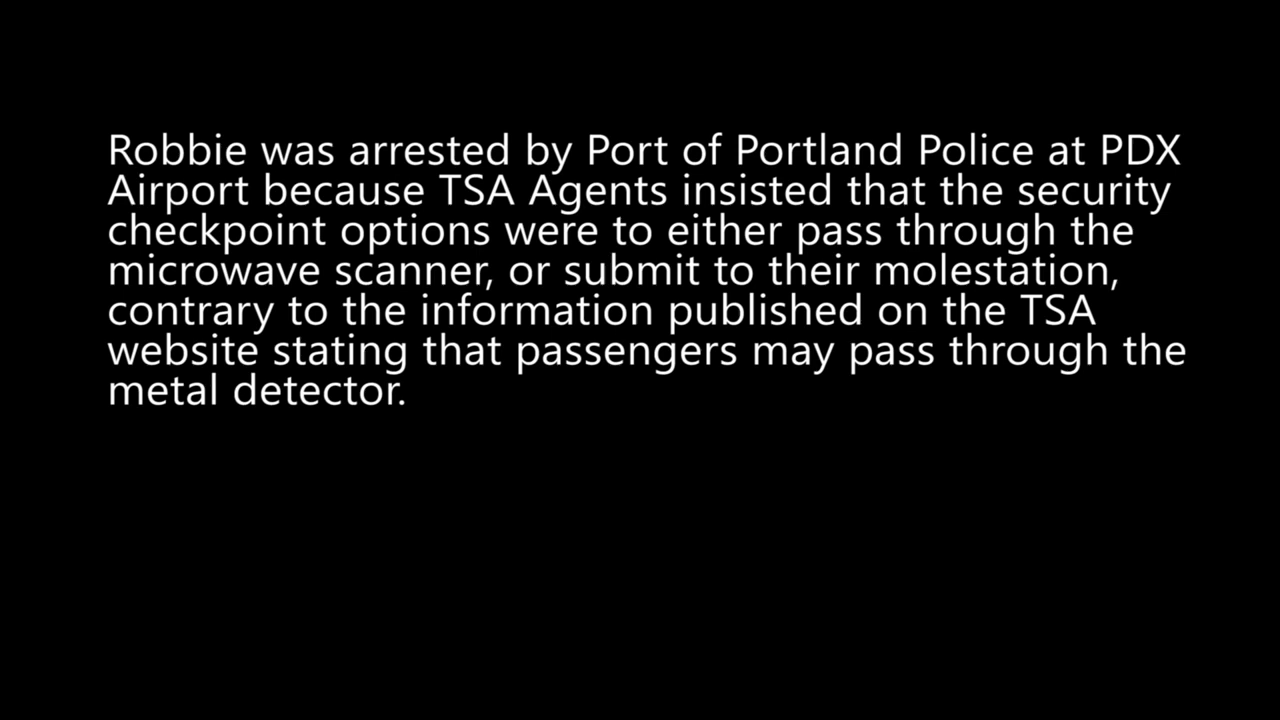 Robbie was arrested by Port of Portland Police at PDX
Airport because TSA Agents insisted that the security
checkpoint options were to either pass through the
microwave scanner, or submit to their molestation,
contrary to the information published on the TSA
website stating that passengers may pass through the
metal detector.